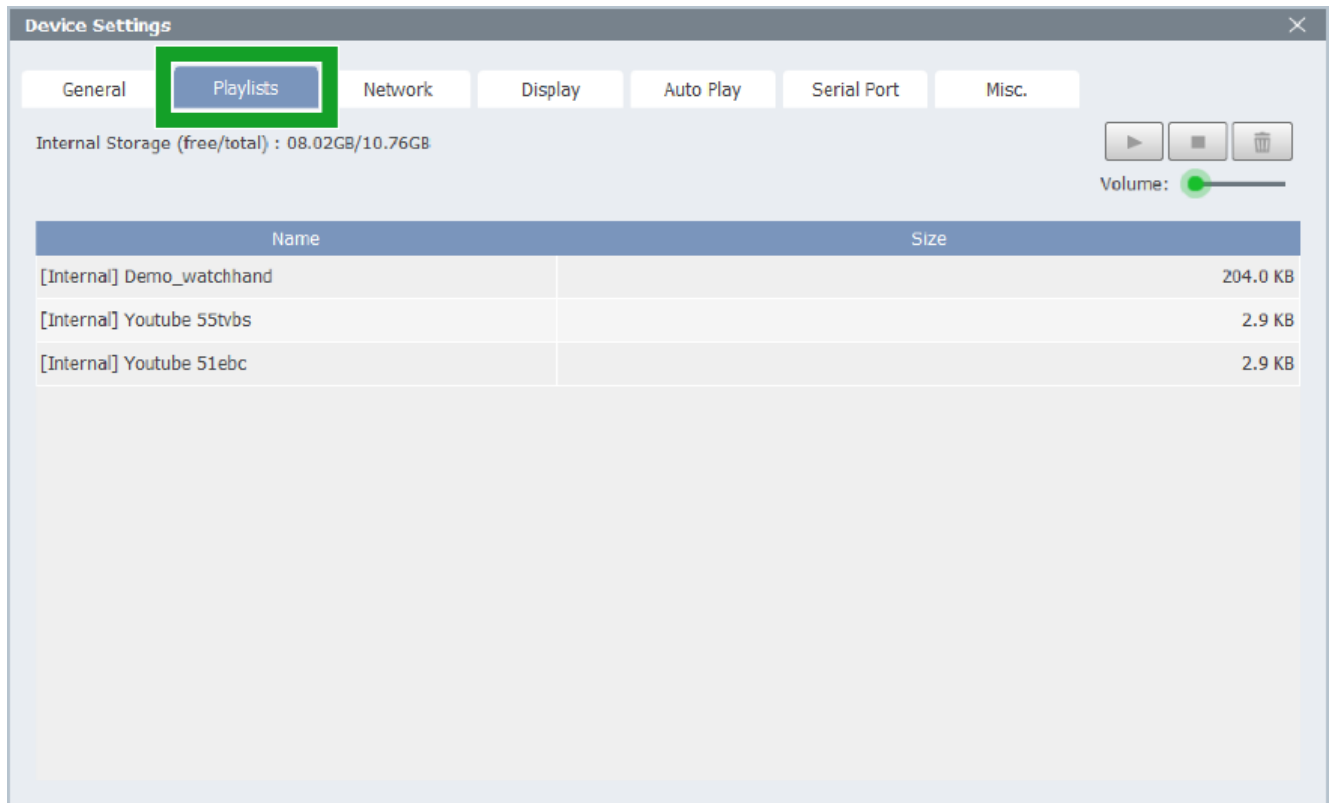 Device Settings
General Playlists Network Display Auto Play Serial Port Misc.
Internal Storage (free/total) : 08.02GB/10.76GB
Volume:
Name Size
[Internal] Demo_watchhand 204.0 KB
[Internal] Youtube 55tvbs 2.9 KB
[Internal] Youtube 51ebc 2.9 KB